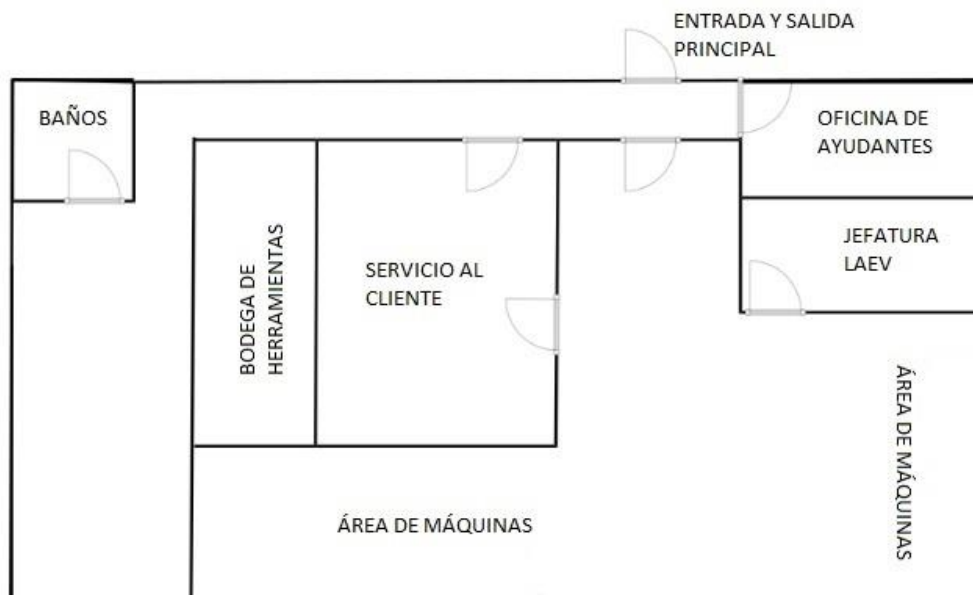 ENTRADA Y SALIDA
PRINCIPAL
BAÑOS
OFICINA DE
AYUDANTES
JEFATURA
LAEV
SERVICIO AL
CLIENTE
BODEGA DE
HERRAMIENTAS
ÁREA DE MÁQUINAS
ÁREA DE MÁQUINAS